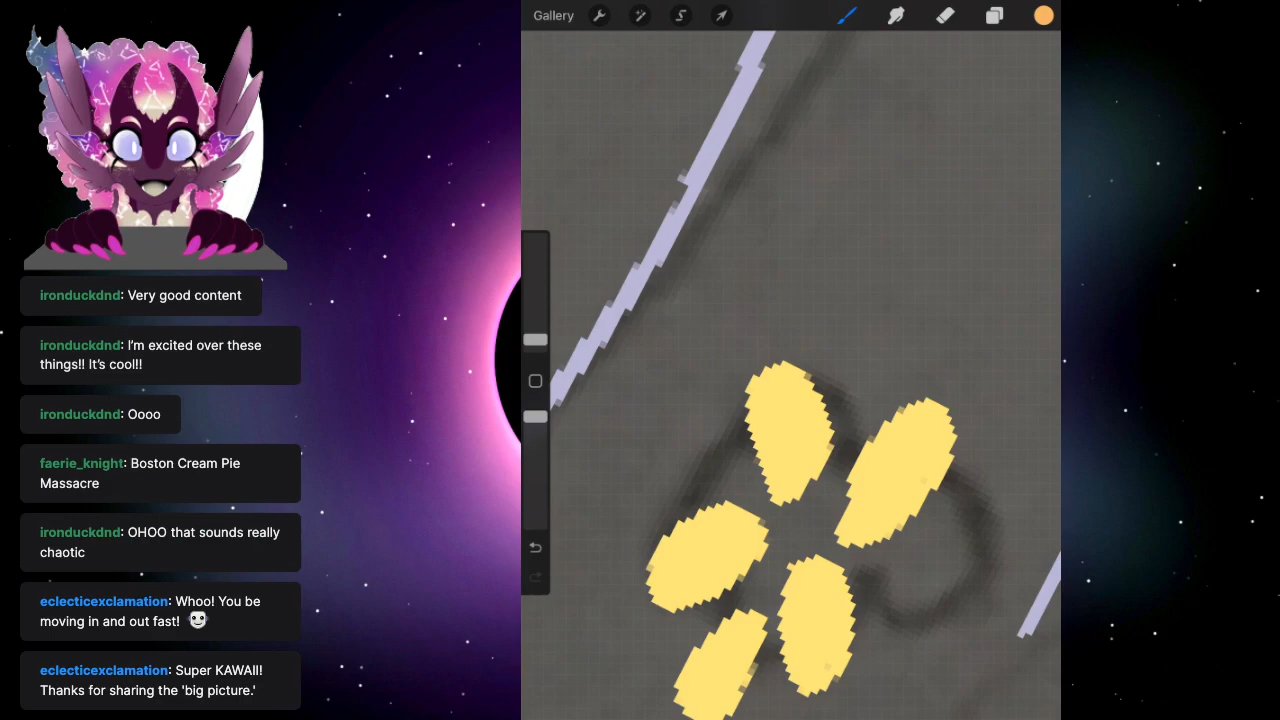 Gallery
ironduckdnd: Very good content
ironduckdnd: I'm excited over these
things!! It's cool!!
ironduckdnd: Oooo
faerie_knight: Boston Cream Pie
Massacre
ironduckdnd: OHOO that sounds really
chaotic
eclecticexclamation: Whoo! You be
moving in and out fast!
eclecticexclamation: Super KAWAII!
Thanks for sharing the 'big picture.'